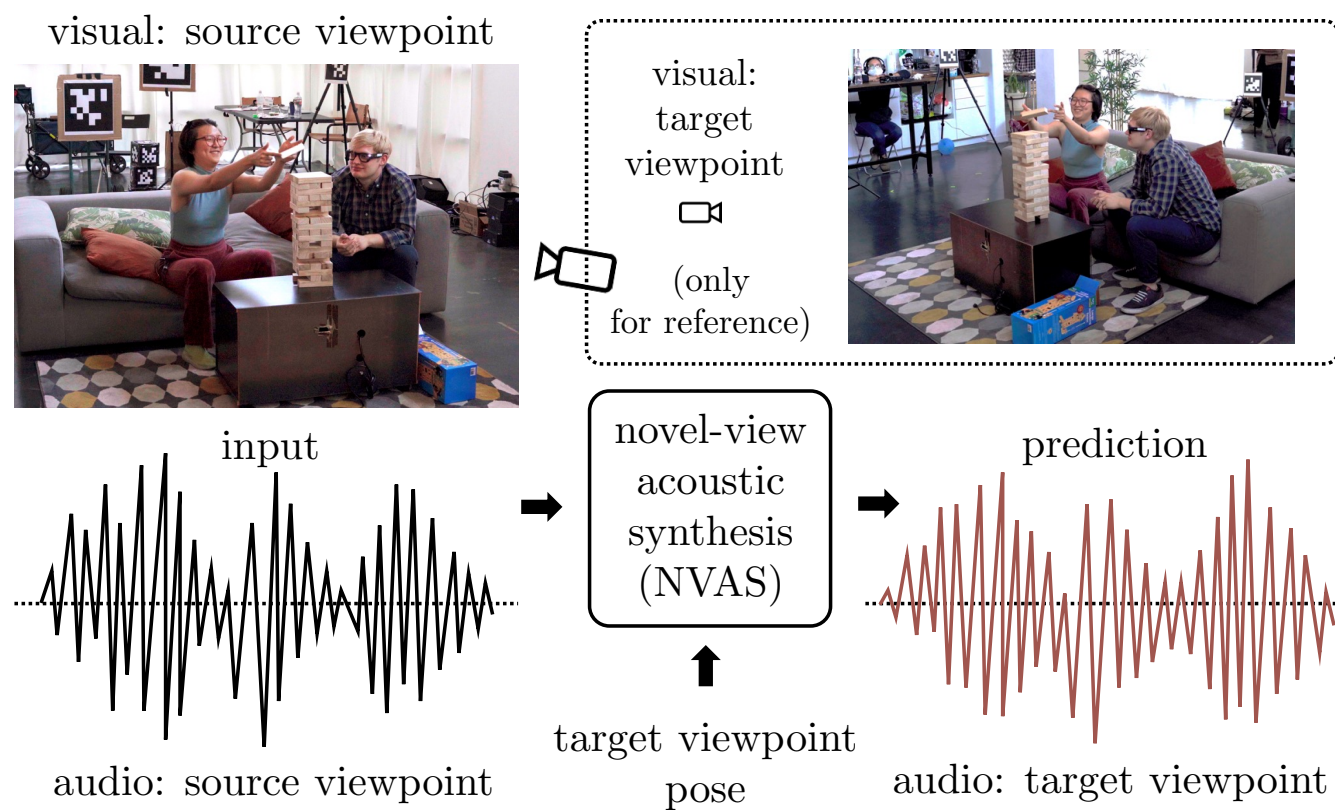 visual: source viewpoint
visual:
target
viewpoint
(only
for reference)
input
novel-view
acoustic
synthesis
(NVAS)
prediction
target viewpoint
pose
audio: source viewpoint
audio: target viewpoint